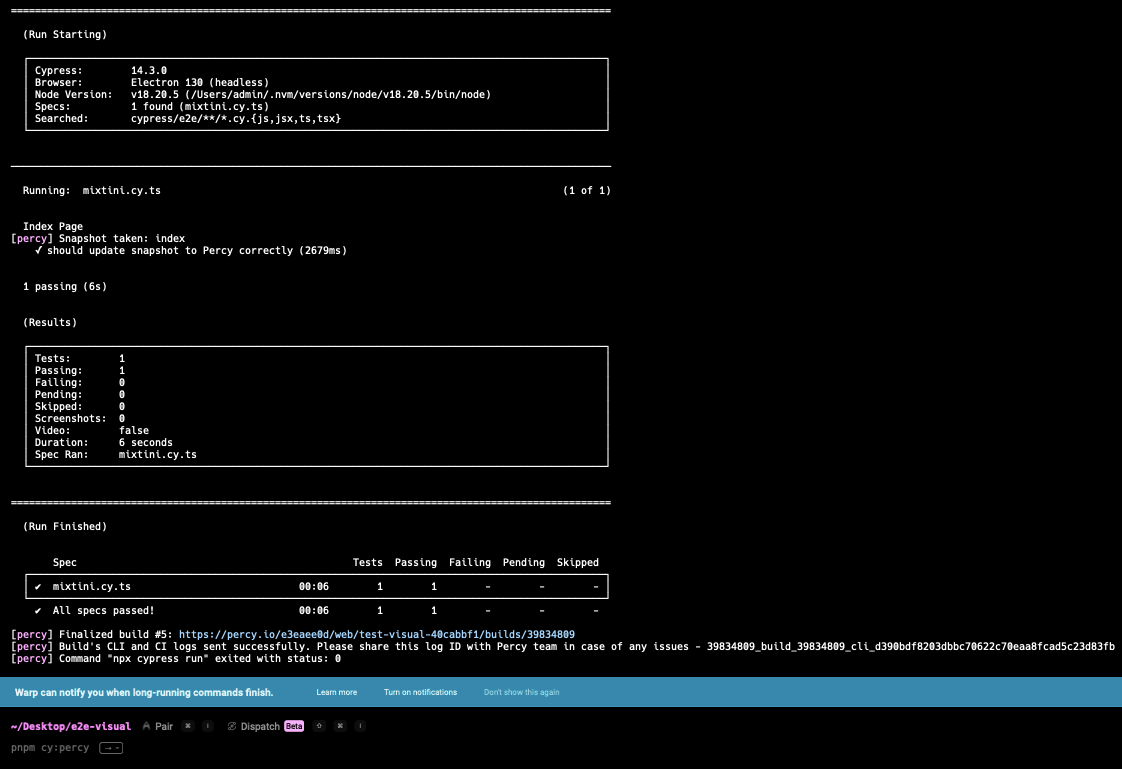 (Run Starting)
Cypress: 14.3.0
Browser: Electron 130 (headless)
Node Version: v18.20.5 (/Users/admin/.nvm/versions/node/v18.20.5/bin/node)
Specs: 1 found (mixtini.cy.ts)
Searched: cypress/e2e/**/*.cy.{js,jsx,ts,tsx}
Running: mixtini.cy.ts (1 of 1)
Index Page
[percy] Snapshot taken: index
✓ should update snapshot to Percy correctly (2679ms)
1 passing (6s)
(Results)
Tests: 1
Passing: 1
Failing: 0
Pending: 0
Skipped: 0
Screenshots: 0
Video: false
Duration: 6 seconds
Spec Ran: mixtini.cy.ts
(Run Finished)
Spec Tests Passing Failing Pending Skipped
✔ mixtini.cy.ts 00:06 1 1 - - -
✔ All specs passed! 00:06 1 1 - - -
[percy] Finalized build #5: https://percy.io/e3eaee0d/web/test-visual-40cabbf1/builds/39834809
[percy] Build's CLI and CI logs sent successfully. Please share this log ID with Percy team in case of any issues - 39834809_build_39834809_cli_d390bdf8203dbbc70622c70eaa8fcad5c23d83fb
[percy] Command "npx cypress run" exited with status: 0
Warp can notify you when long-running commands finish. Learn more Turn on notifications Don't show this again
~/Desktop/e2e-visual Pair ⌘ I Dispatch Beta ⇧ ⌘ I
pnpm cy:percy